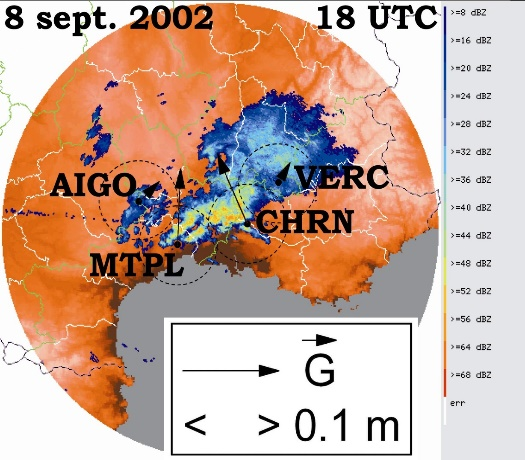 8 sept. 2002 18 UTC
>=8 dBZ
>=16 dBZ
>=20 dBZ
>=24 dBZ
>=28 dBZ
>=32 dBZ
>=36 dBZ
>=40 dBZ
>=44 dBZ
>=48 dBZ
>=52 dBZ
>=56 dBZ
>=64 dBZ
>=68 dBZ
err
AIGO
VERC
CHRN
MTPL
G
< > 0.1 m